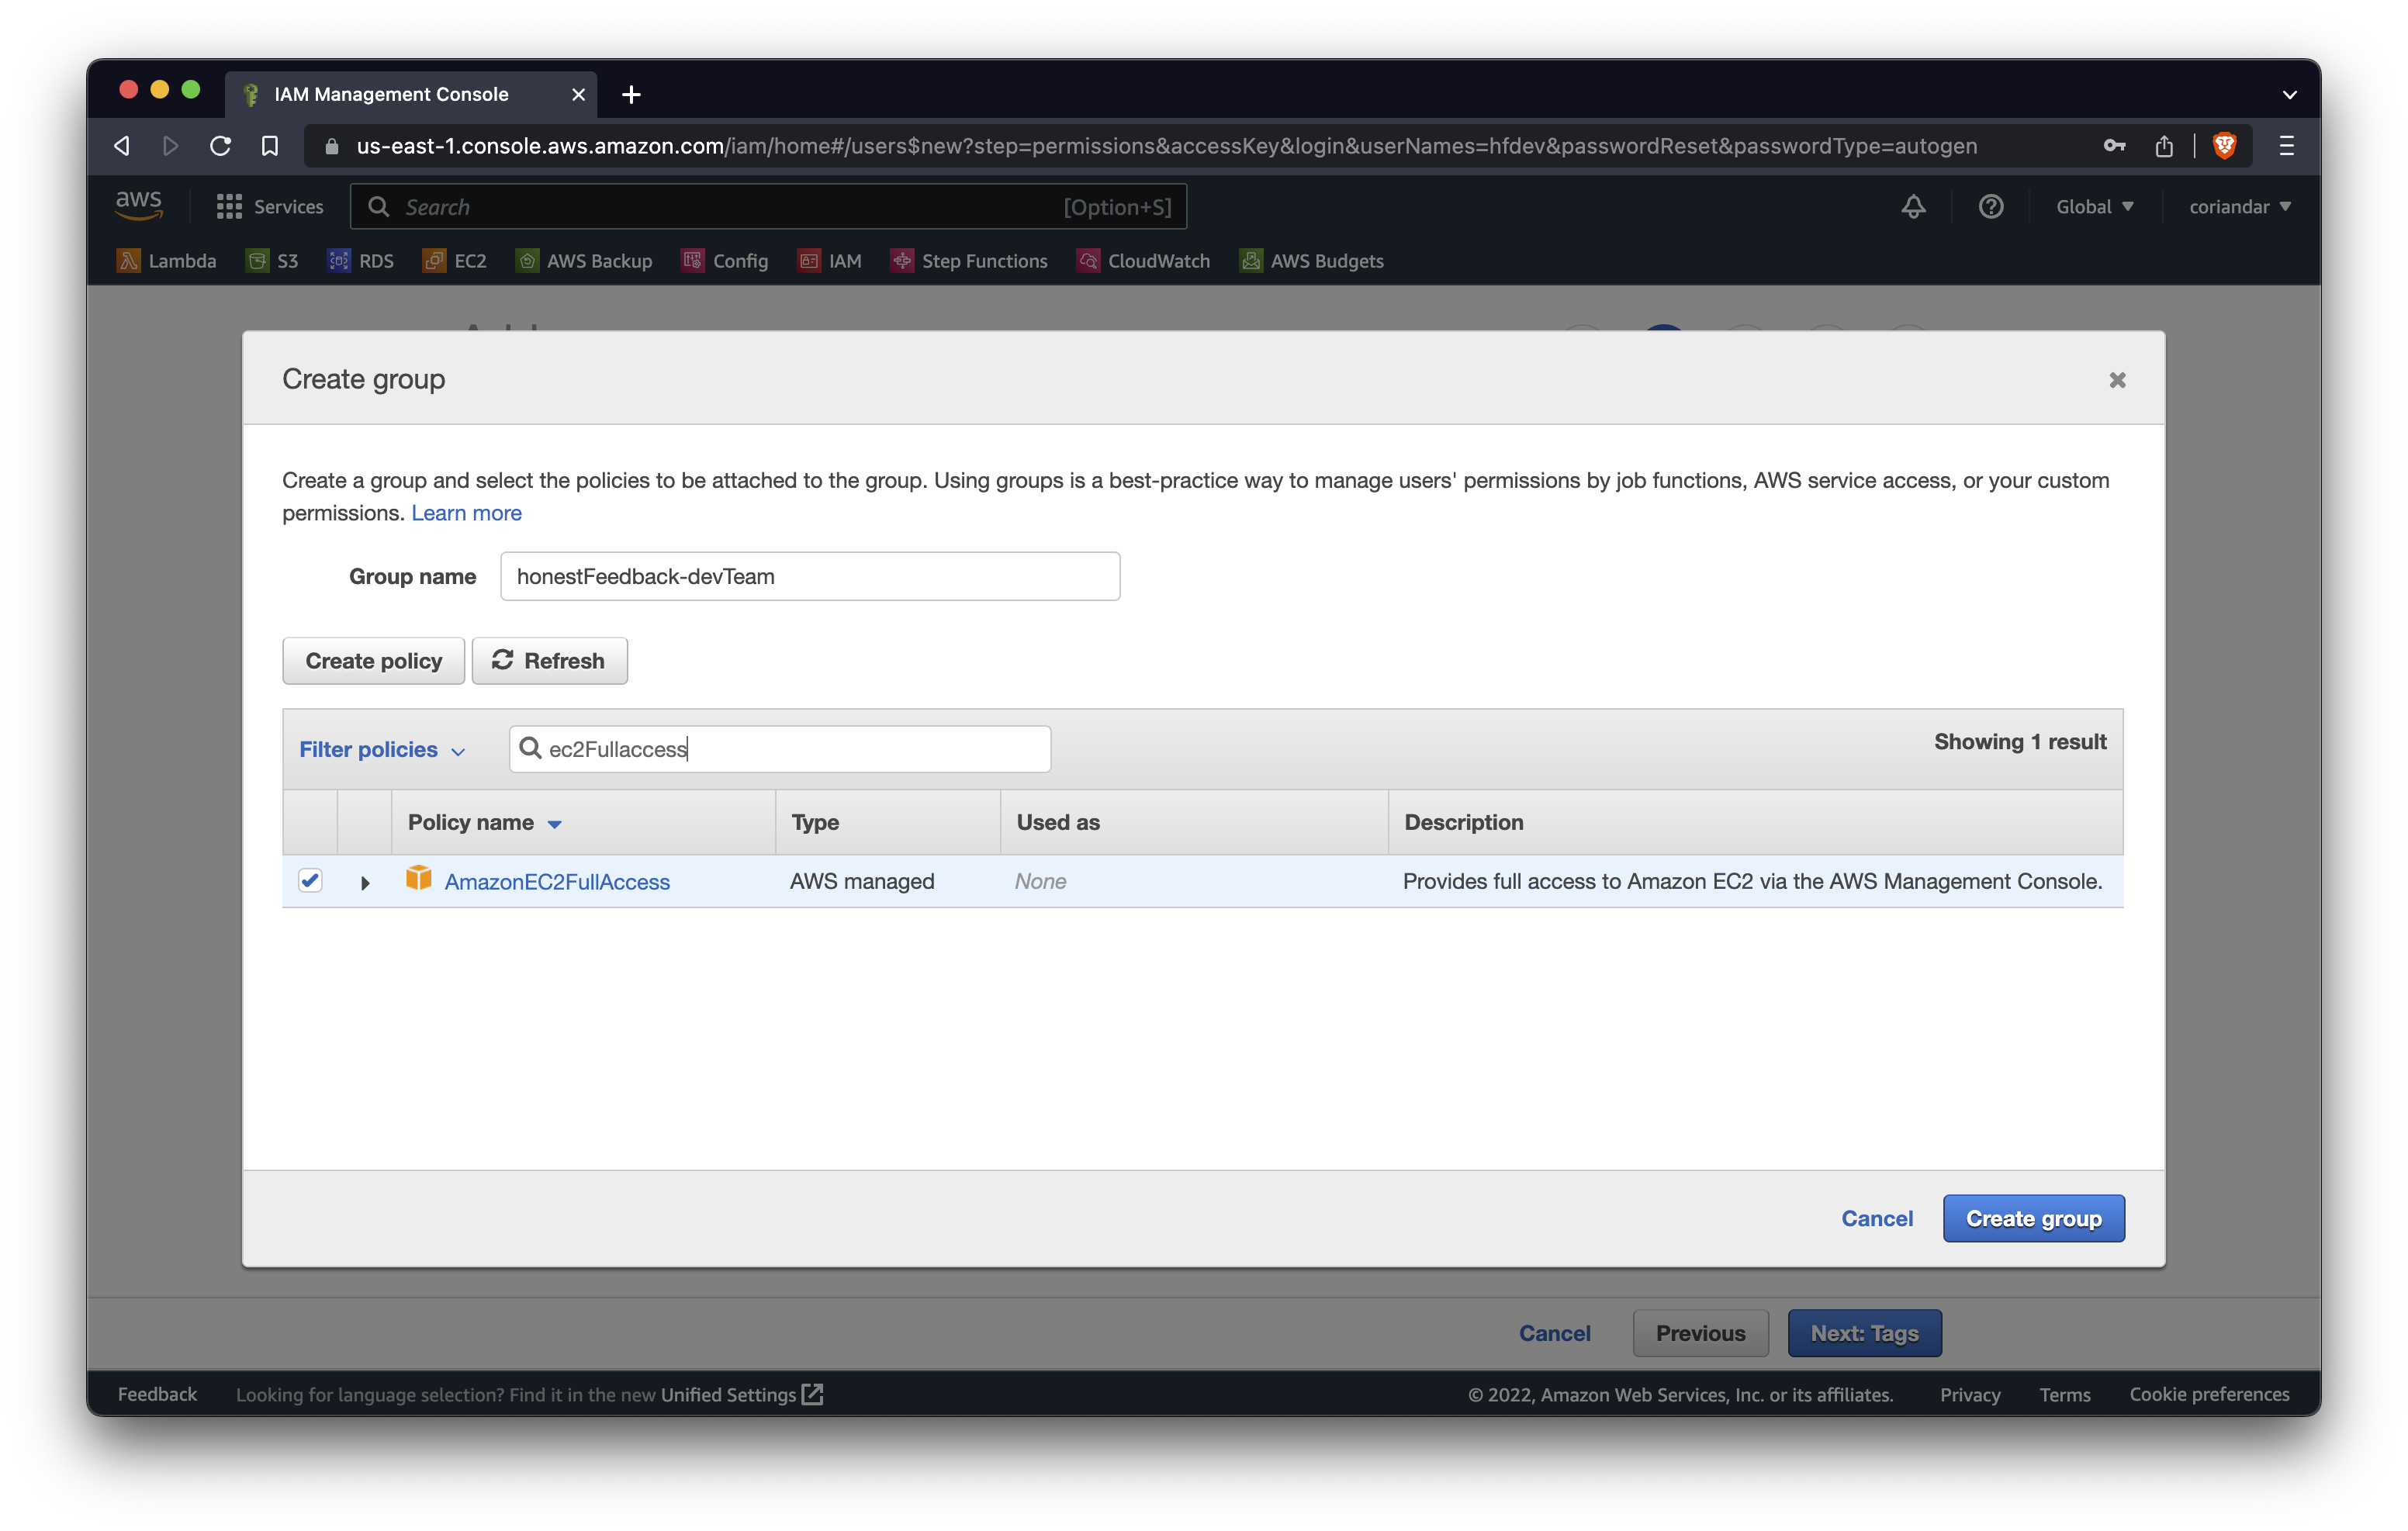 IAM Management Console
us-east-1.console.aws.amazon.com/iam/home#/users$new?step=permissions&accessKey&login&userNames=hfdev&passwordReset&passwordType=autogen
aws Services Search [Option+S] Global coriandar
Lambda S3 RDS EC2 AWS Backup Config IAM Step Functions CloudWatch AWS Budgets
Create group
Create a group and select the policies to be attached to the group. Using groups is a best-practice way to manage users' permissions by job functions, AWS service access, or your custom
permissions. Learn more
Group name honestFeedback-devTeam
Create policy Refresh
Filter policies ec2Fullaccess Showing 1 result
Policy name Type Used as Description
AmazonEC2FullAccess AWS managed None Provides full access to Amazon EC2 via the AWS Management Console.
Cancel Create group
Cancel Previous Next: Tags
Feedback Looking for language selection? Find it in the new Unified Settings © 2022, Amazon Web Services, Inc. or its affiliates. Privacy Terms Cookie preferences